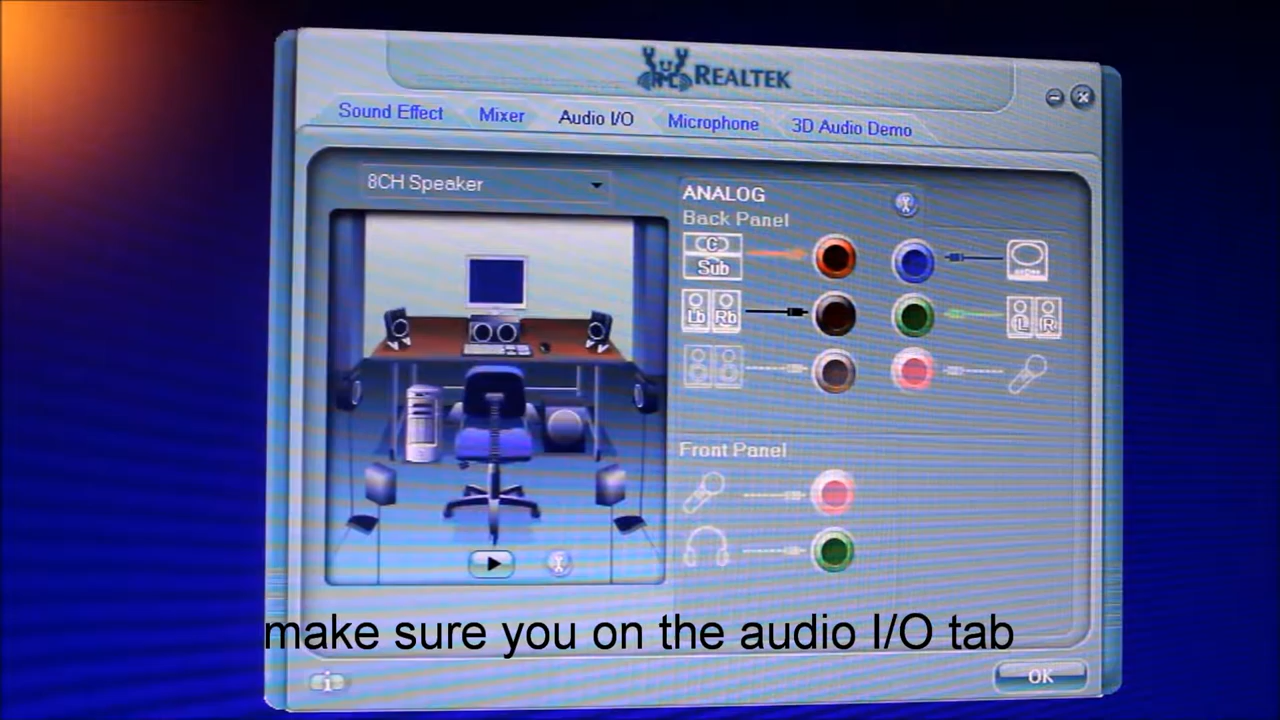 REALTEK
Sound Effect Mixer Audio I/O Microphone 3D Audio Demo
8CH Speaker
ANALOG
Back Panel
C
Sub
Lb Rb
L R
Front Panel
make sure you on the audio I/O tab
i
OK